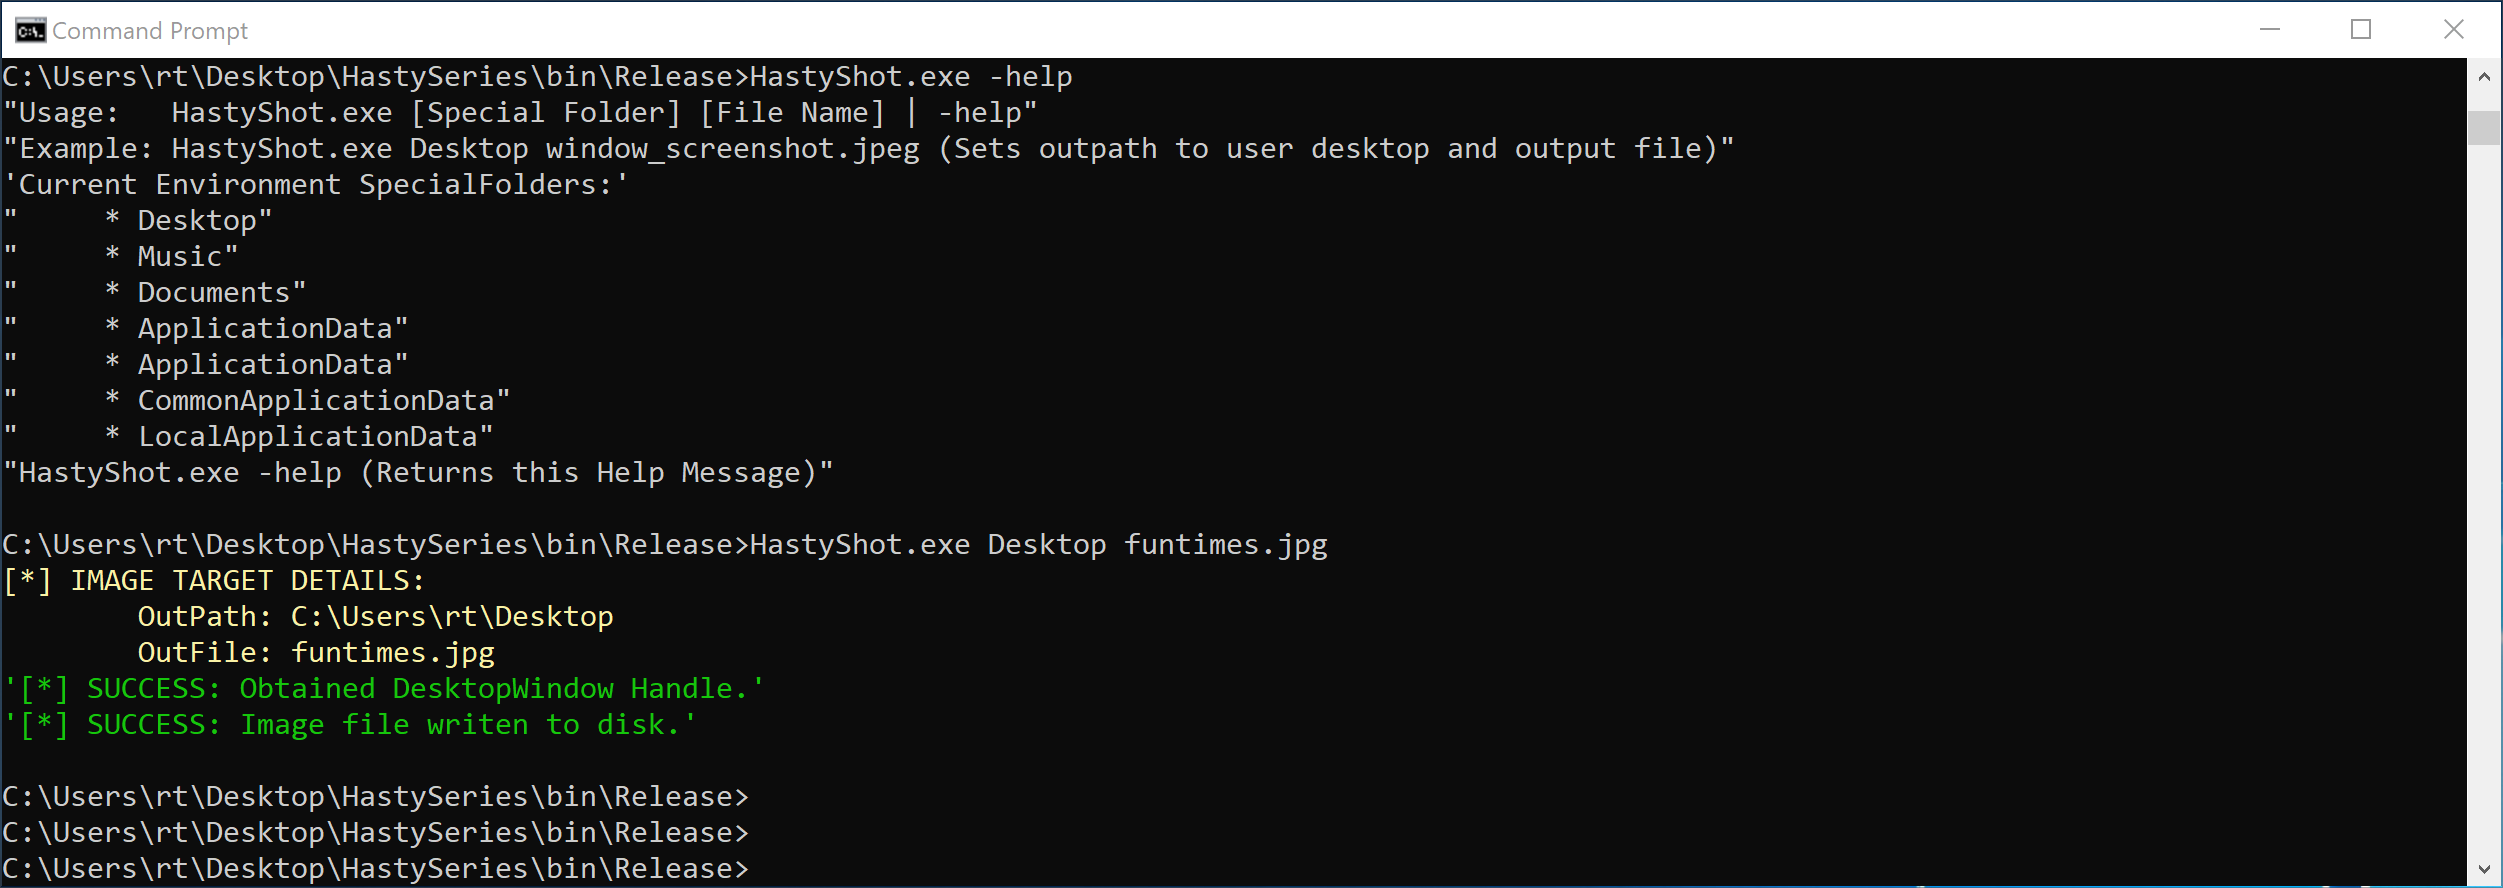 Command Prompt
C:\Users\rt\Desktop\HastySeries\bin\Release>HastyShot.exe -help
"Usage:   HastyShot.exe [Special Folder] [File Name] | -help"
"Example: HastyShot.exe Desktop window_screenshot.jpeg (Sets outpath to user desktop and output file)"
'Current Environment SpecialFolders:'
"     * Desktop"
"     * Music"
"     * Documents"
"     * ApplicationData"
"     * ApplicationData"
"     * CommonApplicationData"
"     * LocalApplicationData"
"HastyShot.exe -help (Returns this Help Message)"
C:\Users\rt\Desktop\HastySeries\bin\Release>HastyShot.exe Desktop funtimes.jpg
[*] IMAGE TARGET DETAILS:
        OutPath: C:\Users\rt\Desktop
        OutFile: funtimes.jpg
'[*] SUCCESS: Obtained DesktopWindow Handle.'
'[*] SUCCESS: Image file writen to disk.'
C:\Users\rt\Desktop\HastySeries\bin\Release>
C:\Users\rt\Desktop\HastySeries\bin\Release>
C:\Users\rt\Desktop\HastySeries\bin\Release>